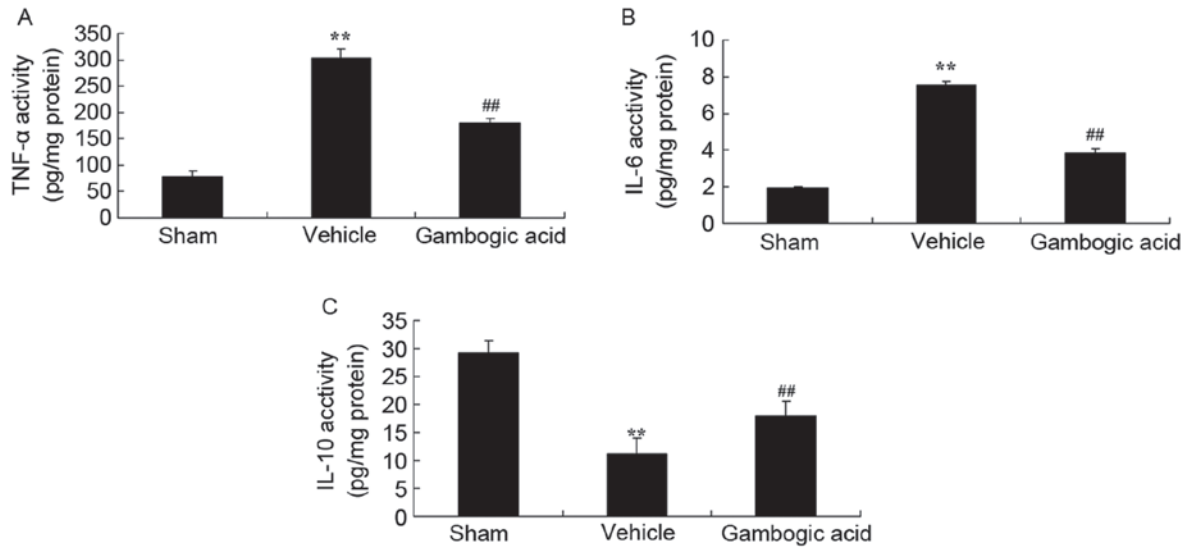 A
TNF-α activity
(pg/mg protein)
350
300
250
200
150
100
50
0
**
##
Sham
Vehicle
Gambogic acid
B
IL-6 acctivity
(pg/mg protein)
10
8
6
4
2
0
**
##
Sham
Vehicle
Gambogic acid
C
IL-10 acctivity
(pg/mg protein)
35
30
25
20
15
10
5
0
**
##
Sham
Vehicle
Gambogic acid